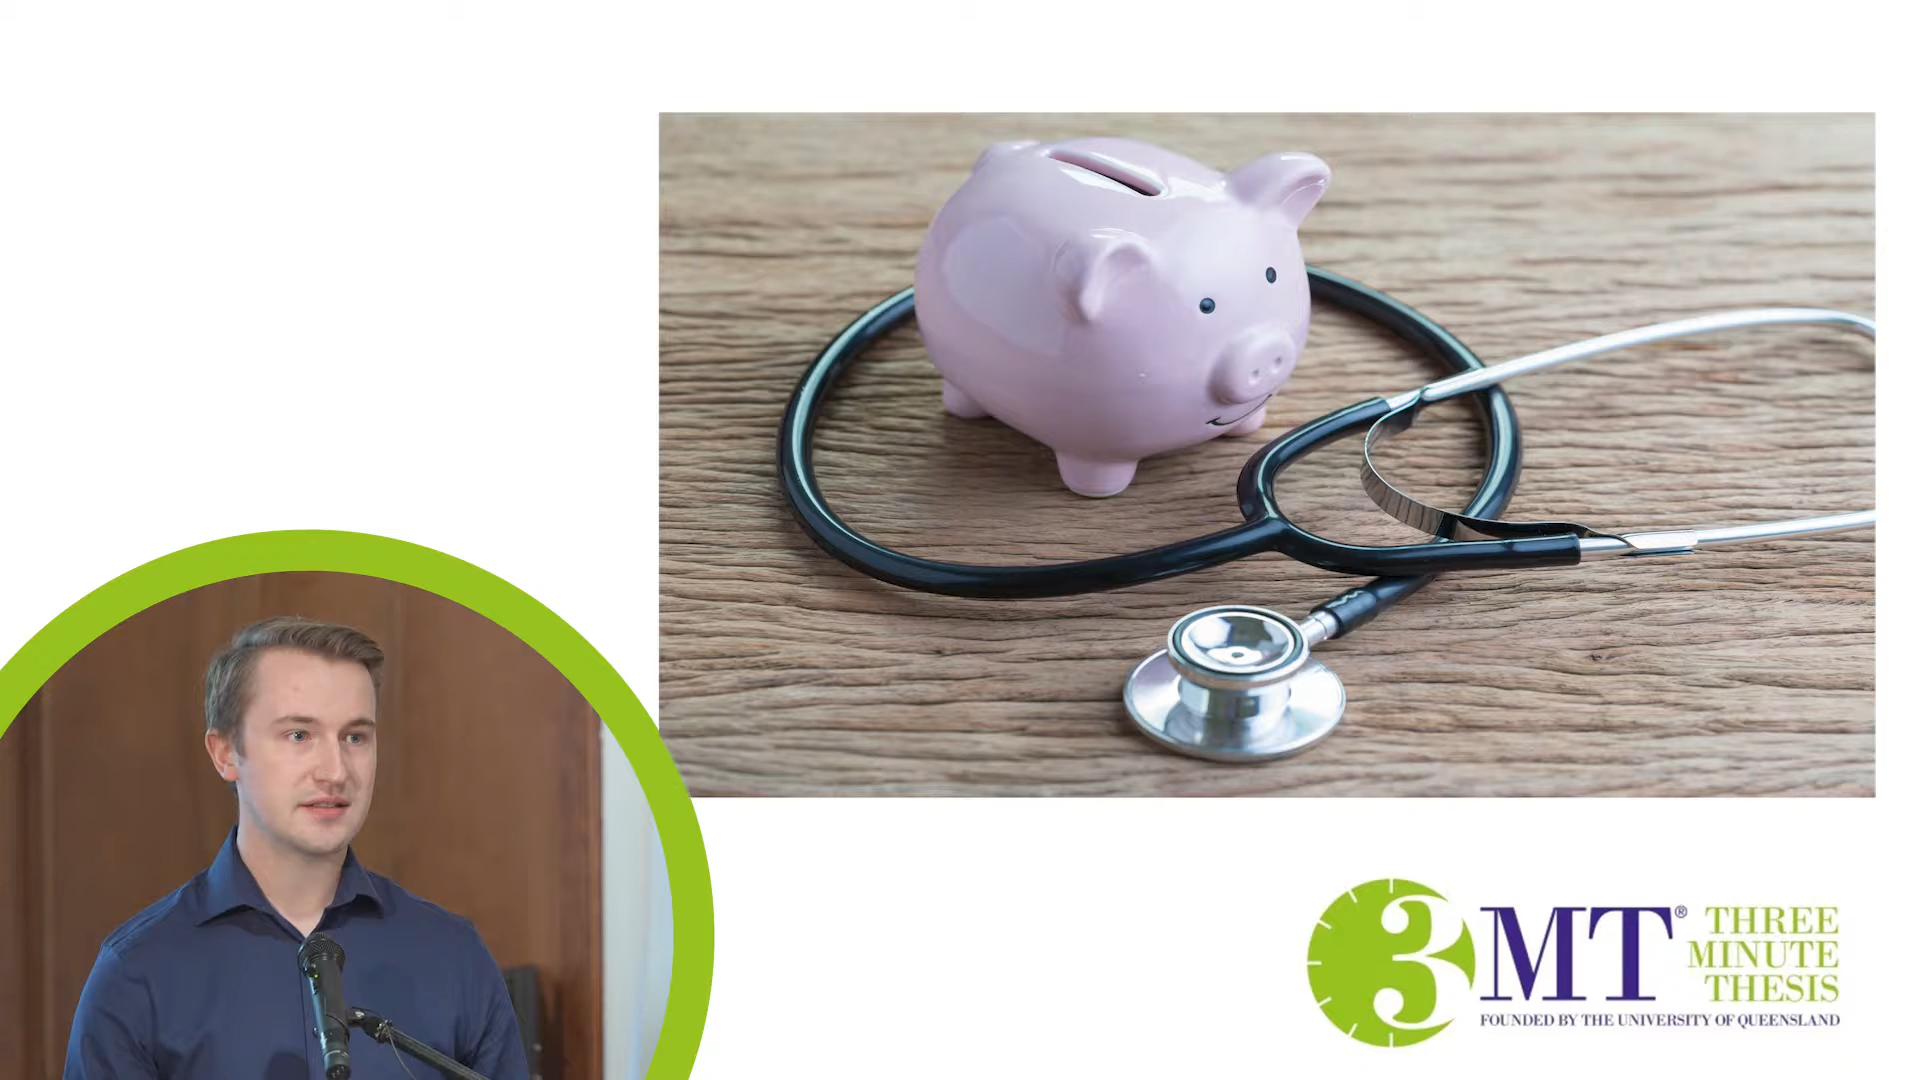 3MT® THREE
MINUTE
THESIS
FOUNDED BY THE UNIVERSITY OF QUEENSLAND